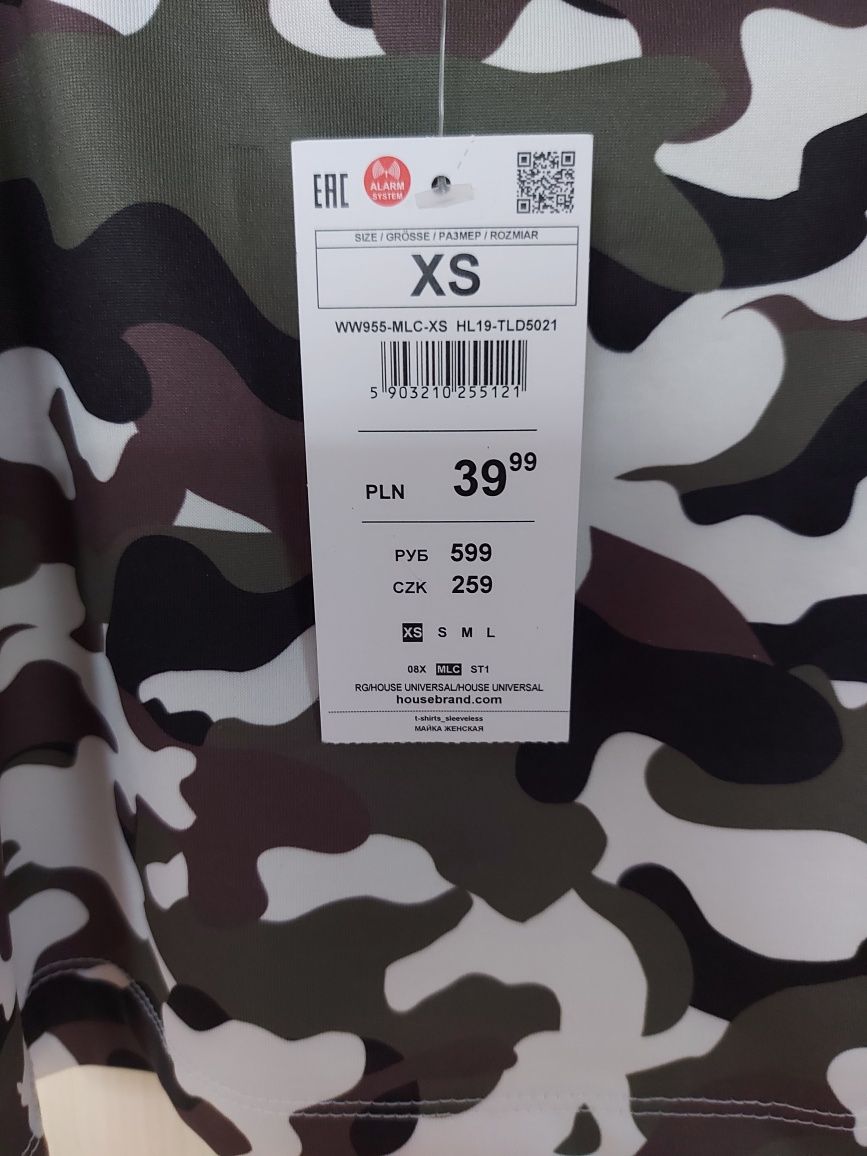 EAC
ALARM
SYSTEM
SIZE / GRÖSSE / РАЗМЕР / ROZMIAR
XS
WW955-MLC-XS HL19-TLD5021
5 903210 255121
PLN 39 99
РУБ 599
CZK 259
XS S M L
08X MLC ST1
RG/HOUSE UNIVERSAL/HOUSE UNIVERSAL
housebrand.com
t-shirts_sleeveless
МАЙКА ЖЕНСКАЯ